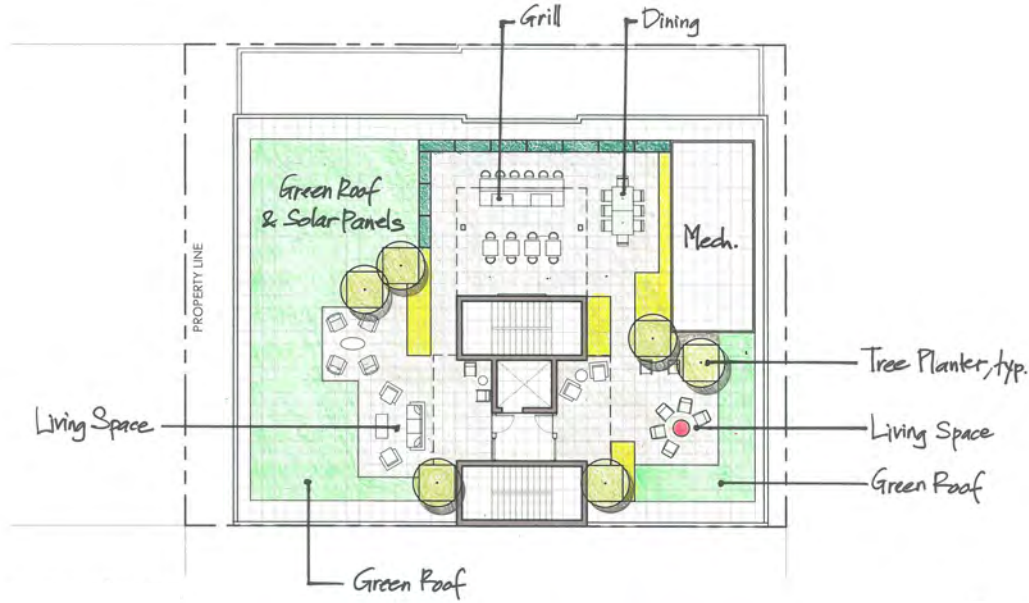 Grill
Dining
Green Roof
& Solar Panels
Mech.
PROPERTY LINE
Tree Planter, typ.
Living Space
Living Space
Green Roof
Green Roof